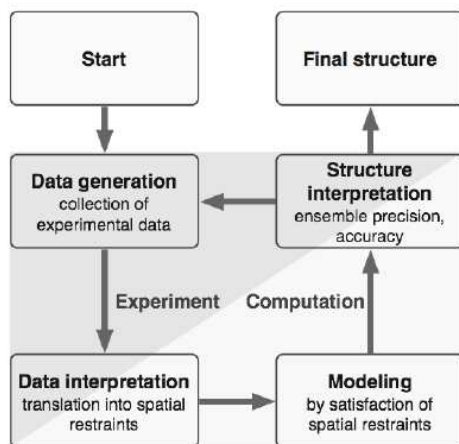 Start
Final structure
Data generation
collection of
experimental data
Structure
interpretation
ensemble precision,
accuracy
Experiment
Computation
Data interpretation
translation into spatial
restraints
Modeling
by satisfaction of
spatial restraints